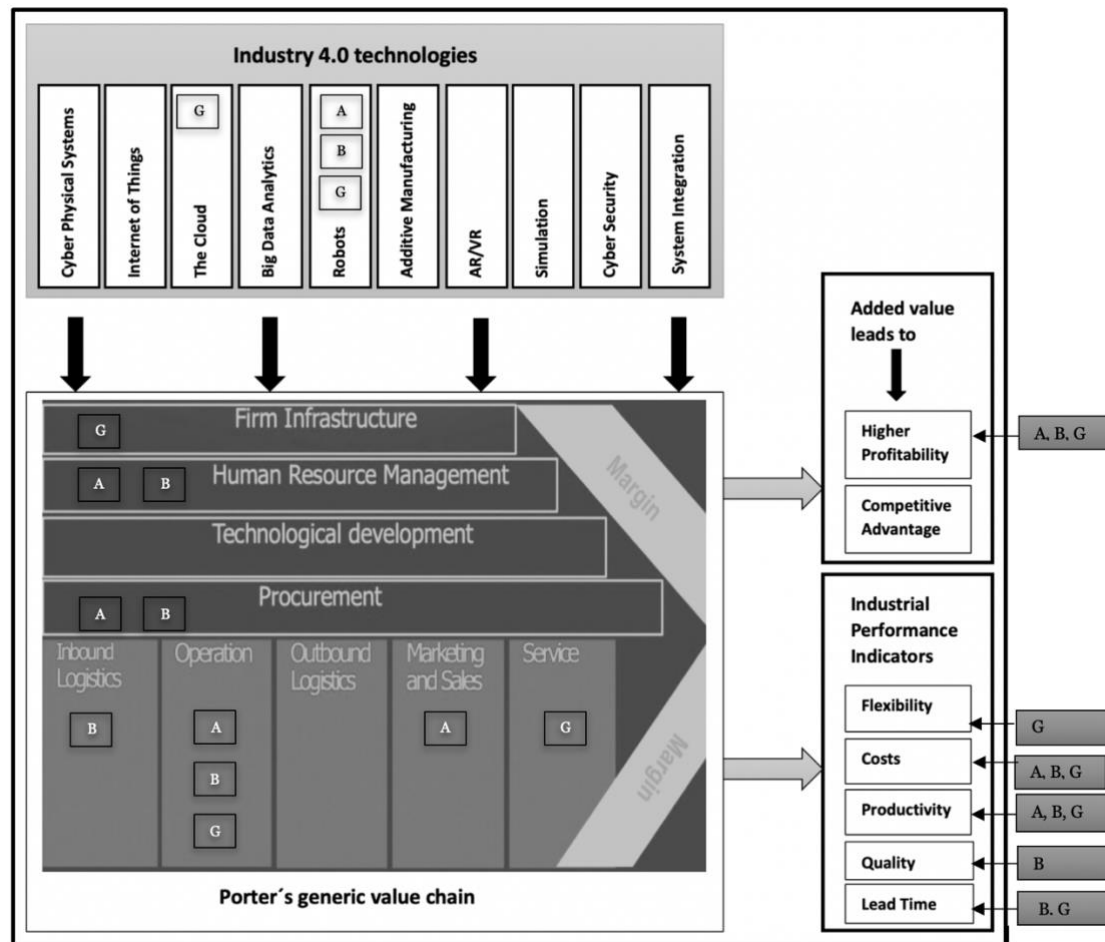 Industry 4.0 technologies
Cyber Physical Systems
Internet of Things
G
The Cloud
Big Data Analytics
A
B
G
Robots
Additive Manufacturing
AR/VR
Simulation
Cyber Security
System Integration
Firm Infrastructure
G
Human Resource Management
A B
Technological development
Procurement
A B
Margin
Inbound
Logistics
B
Operation
A
B
G
Outbound
Logistics
Marketing
and Sales
A
Service
G
Margin
Porter´s generic value chain
Added value
leads to
Higher
Profitability
A, B, G
Competitive
Advantage
Industrial
Performance
Indicators
Flexibility
G
Costs
A, B, G
Productivity
A, B, G
Quality
B
Lead Time
B. G